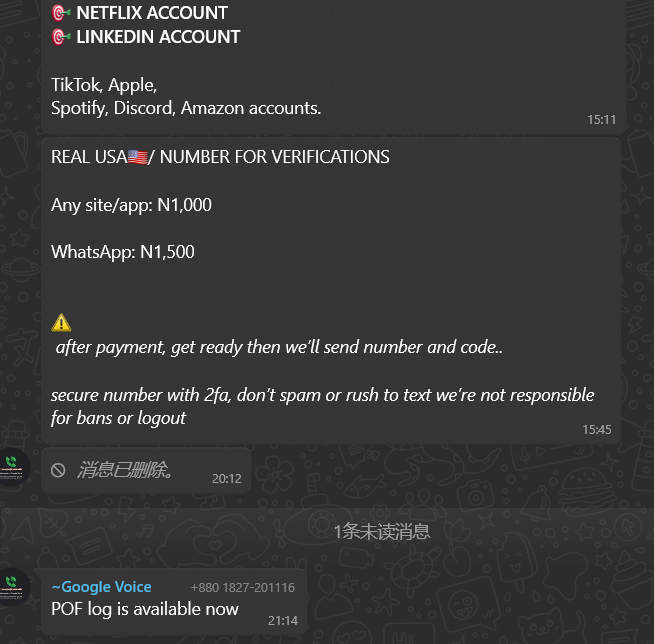 🎯 NETFLIX ACCOUNT
🎯 LINKEDIN ACCOUNT
TikTok, Apple,
Spotify, Discord, Amazon accounts.
15:11
REAL USA🇺🇸/ NUMBER FOR VERIFICATIONS
Any site/app: N1,000
WhatsApp: N1,500
⚠️
after payment, get ready then we’ll send number and code..
secure number with 2fa, don’t spam or rush to text we’re not responsible
for bans or logout
15:45
消息已删除。
20:12
1条未读消息
~Google Voice +880 1827-201116
POF log is available now
21:14